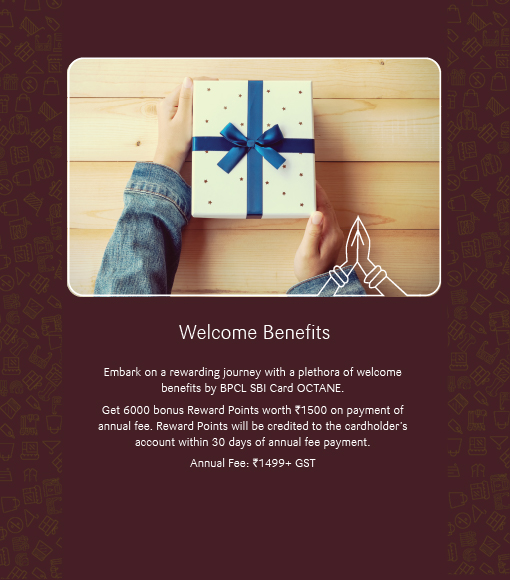 Welcome Benefits
Embark on a rewarding journey with a plethora of welcome
benefits by BPCL SBI Card OCTANE.
Get 6000 bonus Reward Points worth ₹1500 on payment of
annual fee. Reward Points will be credited to the cardholder's
account within 30 days of annual fee payment.
Annual Fee: ₹1499+ GST